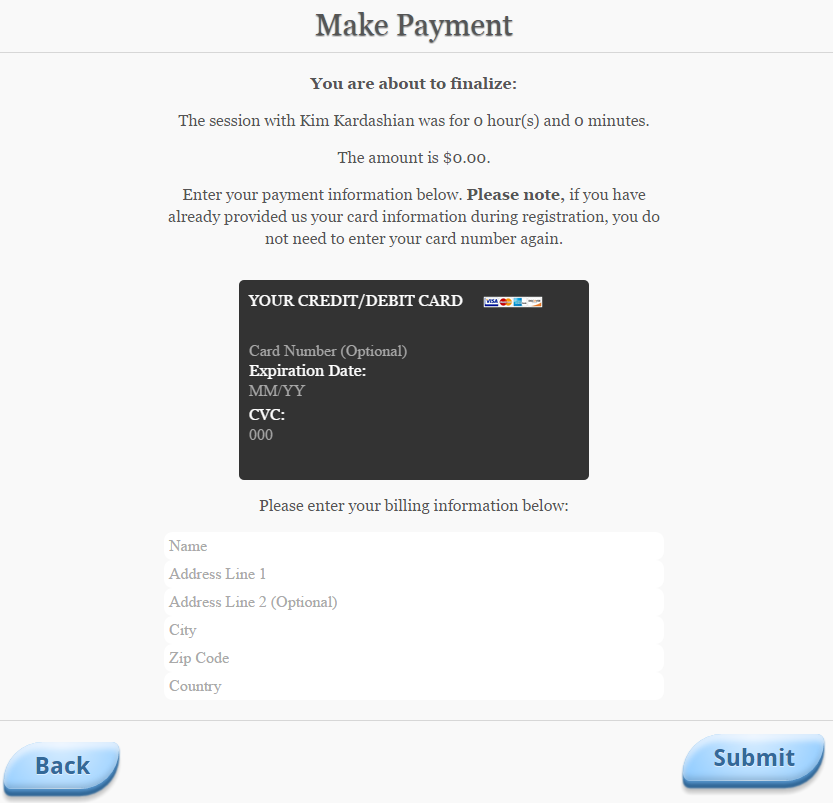 Make Payment
You are about to finalize:
The session with Kim Kardashian was for 0 hour(s) and 0 minutes.
The amount is $0.00.
Enter your payment information below. Please note, if you have
already provided us your card information during registration, you do
not need to enter your card number again.
YOUR CREDIT/DEBIT CARD VISA
Card Number (Optional)
Expiration Date:
MM/YY
CVC:
000
Please enter your billing information below:
Name
Address Line 1
Address Line 2 (Optional)
City
Zip Code
Country
Back
Submit